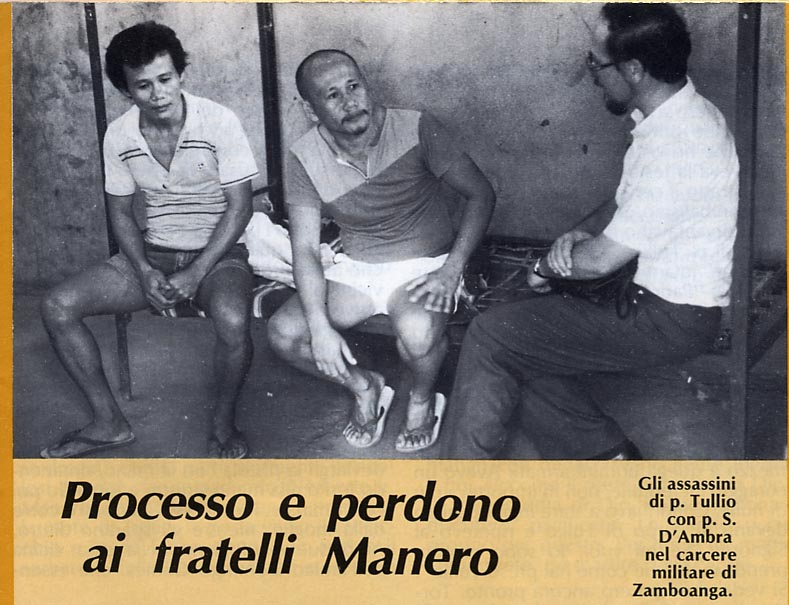 Processo e perdono
ai fratelli Manero
Gli assassini
di p. Tullio
con p. S.
D'Ambra
nel carcere
militare di
Zamboanga.